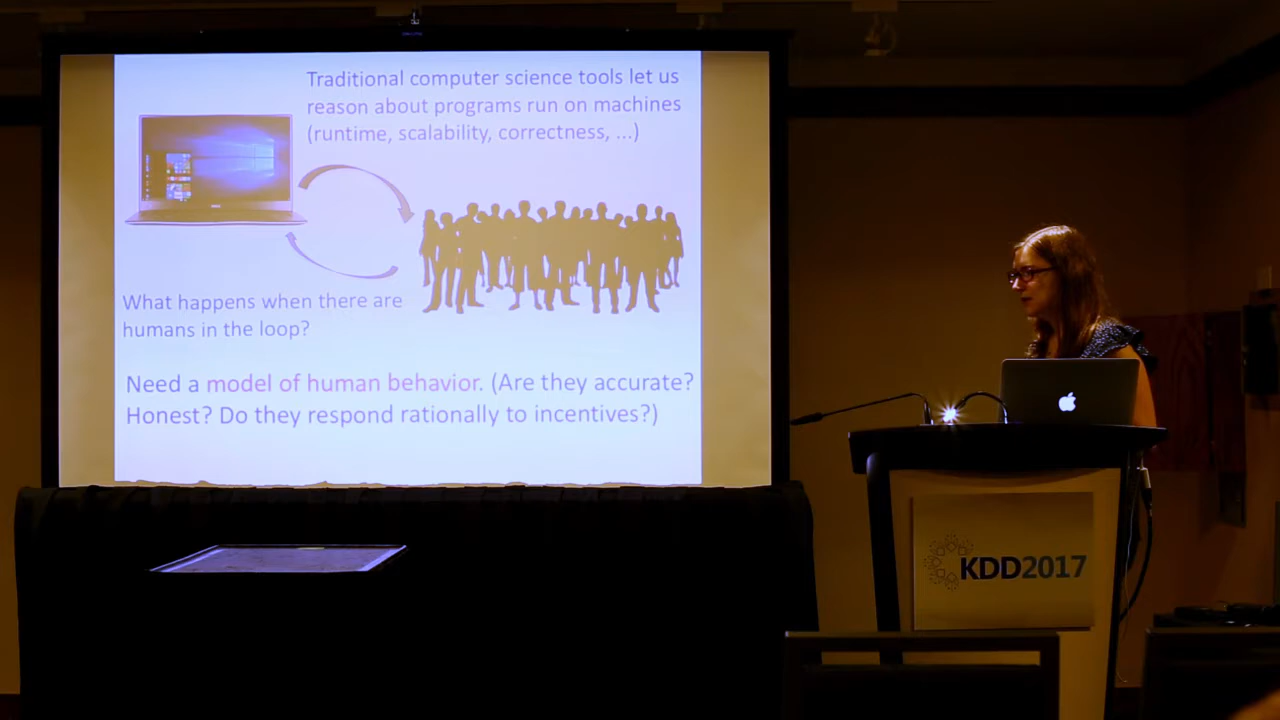 Traditional computer science tools let us
reason about programs run on machines
(runtime, scalability, correctness, ...)
What happens when there are
humans in the loop?
Need a model of human behavior. (Are they accurate?
Honest? Do they respond rationally to incentives?)
KDD2017